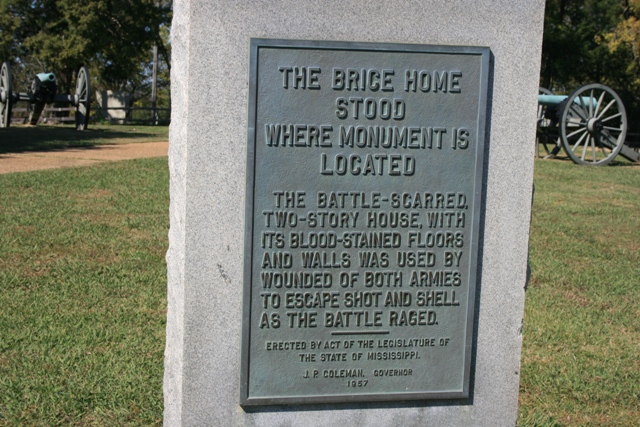 THE BRICE HOME
STOOD
WHERE MONUMENT IS
LOCATED
THE BATTLE-SCARRED,
TWO-STORY HOUSE, WITH
ITS BLOOD-STAINED FLOORS
AND WALLS WAS USED BY
WOUNDED OF BOTH ARMIES
TO ESCAPE SHOT AND SHELL
AS THE BATTLE RAGED.
ERECTED BY ACT OF THE LEGISLATURE OF
THE STATE OF MISSISSIPPI.
J. P. COLEMAN, GOVERNOR
1957